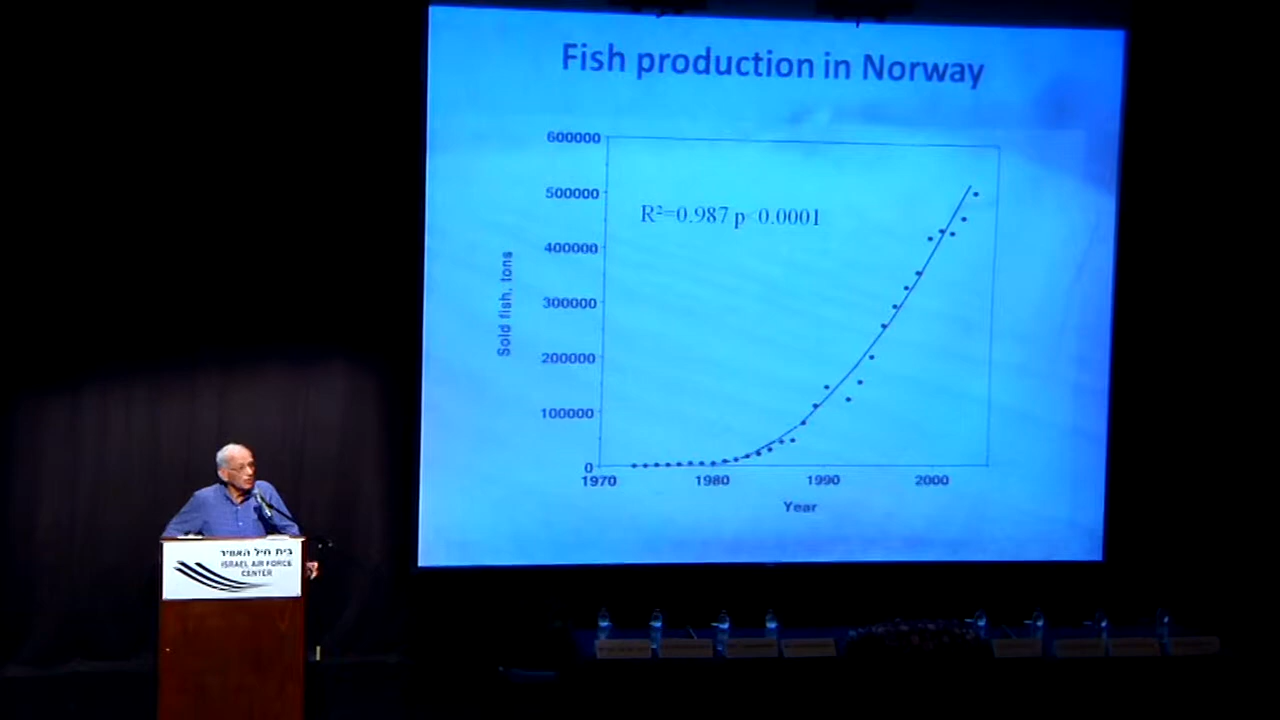 Fish production in Norway
600000
500000
R²=0.987 p<0.0001
400000
Sold fish, tons
300000
200000
100000
0
1970
1980
1990
2000
Year
בית חיל האוויר
ISRAEL AIR FORCE
CENTER